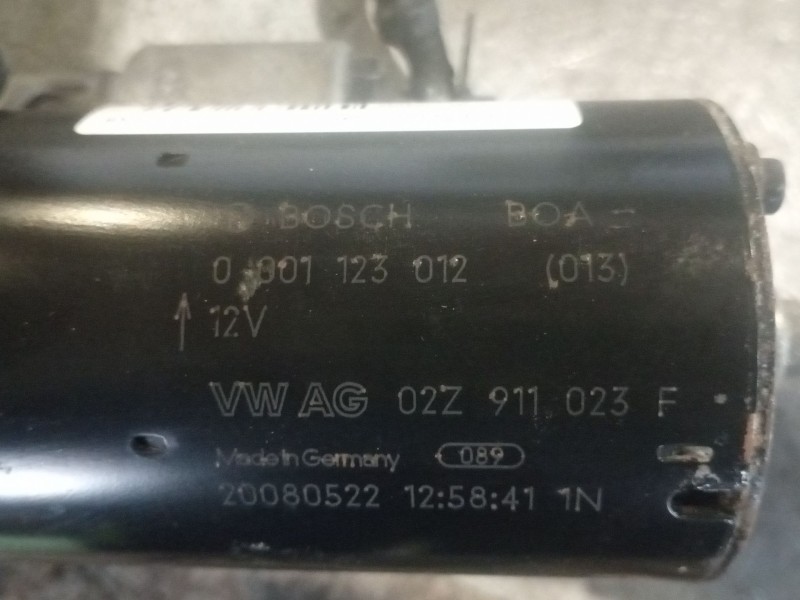 BOSCH BOA =
0 001 123 012 (013)
↑ 12V
VW AG 02Z 911 023 F
Made in Germany 089
20080522 12:58:41 1N